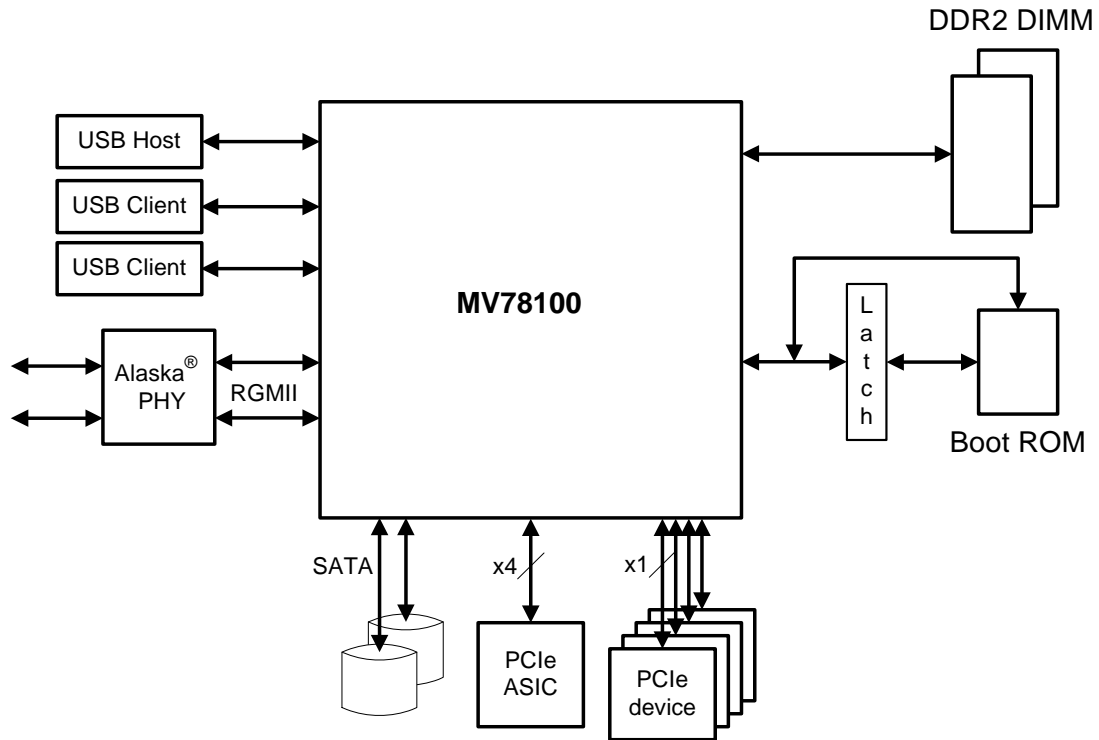 DDR2 DIMM
USB Host
USB Client
USB Client
MV78100
Latch
Alaska®
PHY
RGMII
Boot ROM
SATA
x4
x1
PCIe
ASIC
PCIe
device